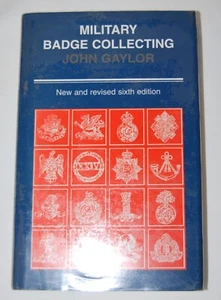 MILITARY
BADGE COLLECTING
JOHN GAYLOR
New and revised sixth edition